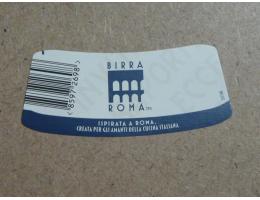 BIRRA
ROMA
ISPIRATA A ROMA.
CREATA PER GLI AMANTI DELLA CUCINA ITALIANA